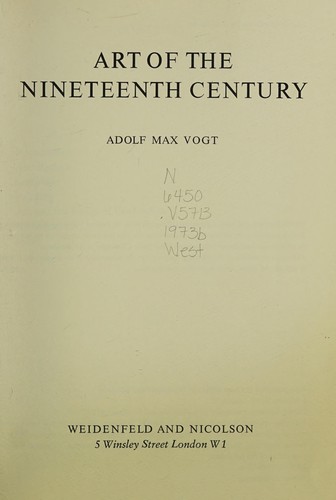 ART OF THE
NINETEENTH CENTURY
ADOLF MAX VOGT
N
6450
.V57B
1973b
West
WEIDENFELD AND NICOLSON
5 Winsley Street London W1